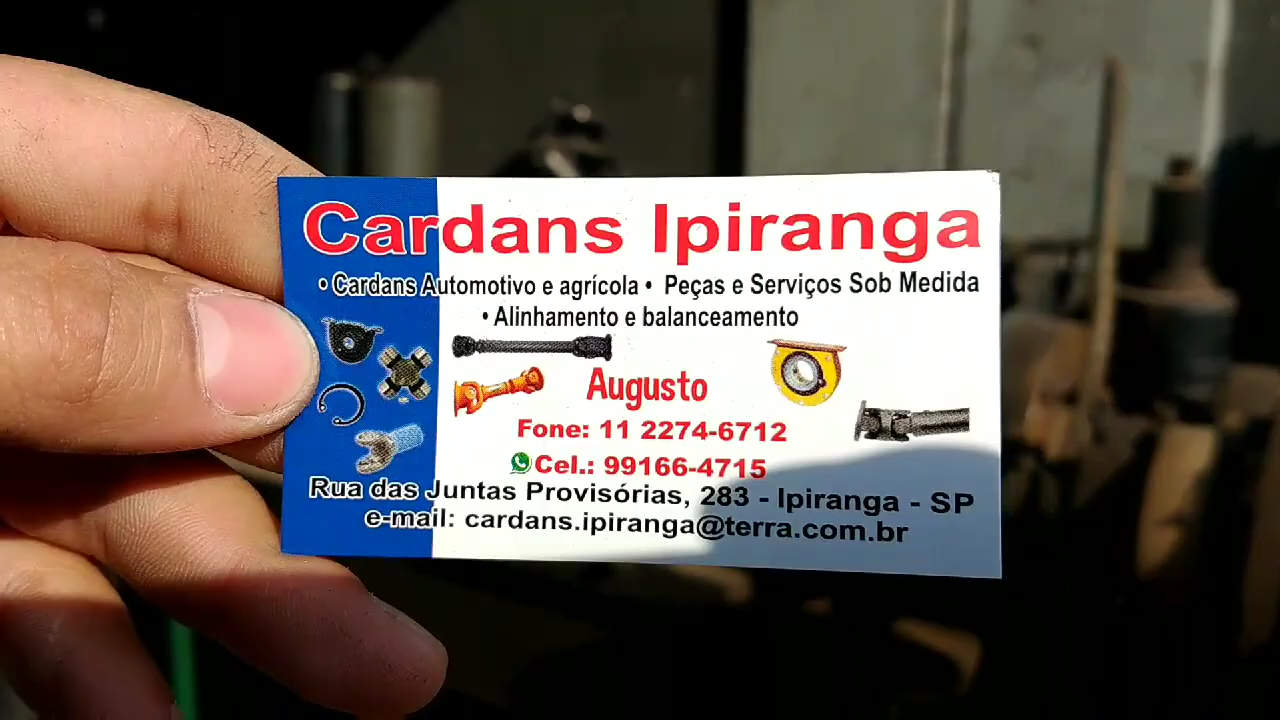 Cardans Ipiranga
• Cardans Automotivo e agrícola • Peças e Serviços Sob Medida
• Alinhamento e balanceamento
Augusto
Fone: 11 2274-6712
Cel.: 99166-4715
Rua das Juntas Provisórias, 283 - Ipiranga - SP
e-mail: cardans.ipiranga@terra.com.br